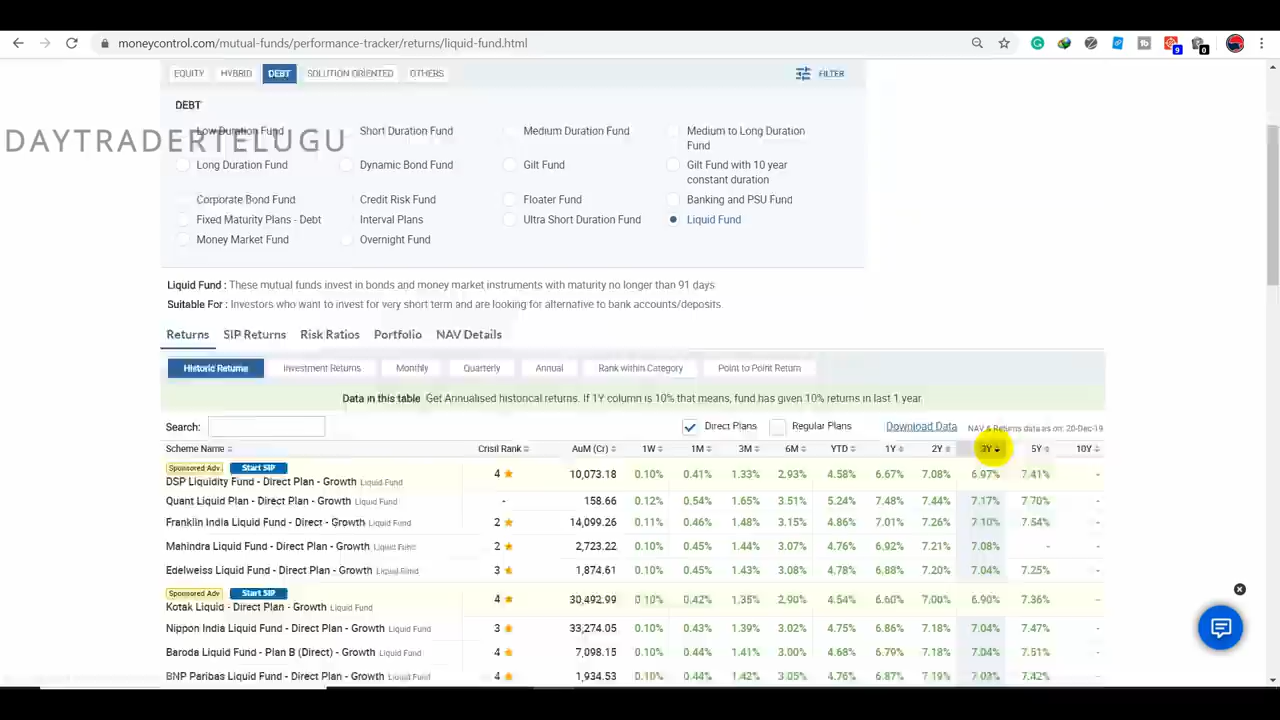 moneycontrol.com/mutual-funds/performance-tracker/returns/liquid-fund.html
9 0
EQUITY HYBRID DEBT SOLUTION ORIENTED OTHERS FILTER
DEBT
DAYTRADERTELUGU
Low Duration Fund Short Duration Fund Medium Duration Fund Medium to Long Duration Fund
Long Duration Fund Dynamic Bond Fund Gilt Fund Gilt Fund with 10 year constant duration
Corporate Bond Fund Credit Risk Fund Floater Fund Banking and PSU Fund
Fixed Maturity Plans - Debt Interval Plans Ultra Short Duration Fund Liquid Fund
Money Market Fund Overnight Fund
Liquid Fund : These mutual funds invest in bonds and money market instruments with maturity no longer than 91 days
Suitable For : Investors who want to invest for very short term and are looking for alternative to bank accounts/deposits
Returns SIP Returns Risk Ratios Portfolio NAV Details
Historic Returns Investment Returns Monthly Quarterly Annual Rank within Category Point to Point Return
Data in this table Get Annualised historical returns. If 1Y column is 10% that means, fund has given 10% returns in last 1 year.
Search: Direct Plans Regular Plans Download Data NAV & Returns data as on: 20-Dec-19
Scheme Name Crisil Rank AuM (Cr) 1W 1M 3M 6M YTD 1Y 2Y 3Y 5Y 10Y
Sponsored Adv. Start SIP
DSP Liquidity Fund - Direct Plan - Growth Liquid Fund 4 10,073.18 0.10% 0.41% 1.33% 2.93% 4.58% 6.67% 7.08% 6.97% 7.41% -
Quant Liquid Plan - Direct Plan - Growth Liquid Fund - 158.66 0.12% 0.54% 1.65% 3.51% 5.24% 7.48% 7.44% 7.17% 7.70% -
Franklin India Liquid Fund - Direct - Growth Liquid Fund 2 14,099.26 0.11% 0.46% 1.48% 3.15% 4.86% 7.01% 7.26% 7.10% 7.54% -
Mahindra Liquid Fund - Direct Plan - Growth Liquid Fund 2 2,723.22 0.10% 0.45% 1.44% 3.07% 4.76% 6.92% 7.21% 7.08% - -
Edelweiss Liquid Fund - Direct Plan - Growth Liquid Fund 3 1,874.61 0.10% 0.45% 1.43% 3.08% 4.78% 6.88% 7.20% 7.04% 7.25% -
Sponsored Adv. Start SIP
Kotak Liquid - Direct Plan - Growth Liquid Fund 4 30,492.99 0.10% 0.42% 1.35% 2.90% 4.54% 6.60% 7.00% 6.90% 7.36% -
Nippon India Liquid Fund - Direct Plan - Growth Liquid Fund 3 33,274.05 0.10% 0.43% 1.39% 3.02% 4.75% 6.86% 7.18% 7.04% 7.47% -
Baroda Liquid Fund - Plan B (Direct) - Growth Liquid Fund 4 7,098.15 0.10% 0.44% 1.41% 3.00% 4.68% 6.79% 7.18% 7.04% 7.51% -
BNP Paribas Liquid Fund - Direct Plan - Growth Liquid Fund 4 1,934.53 0.10% 0.44% 1.42% 3.05% 4.76% 6.87% 7.19% 7.03% 7.42% -